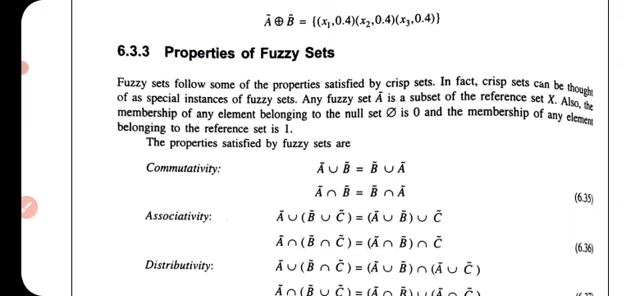 Ã ⊕ B̃ = {(x₁,0.4)(x₂,0.4)(x₃,0.4)}
6.3.3 Properties of Fuzzy Sets
Fuzzy sets follow some of the properties satisfied by crisp sets. In fact, crisp sets can be thought
of as special instances of fuzzy sets. Any fuzzy set Ã is a subset of the reference set X. Also, the
membership of any element belonging to the null set Ø is 0 and the membership of any element
belonging to the reference set is 1.
The properties satisfied by fuzzy sets are
Commutativity: Ã ∪ B̃ = B̃ ∪ Ã
Ã ∩ B̃ = B̃ ∩ Ã (6.35)
Associativity: Ã ∪ (B̃ ∪ C̃) = (Ã ∪ B̃) ∪ C̃
Ã ∩ (B̃ ∩ C̃) = (Ã ∩ B̃) ∩ C̃ (6.36)
Distributivity: Ã ∪ (B̃ ∩ C̃) = (Ã ∪ B̃) ∩ (Ã ∪ C̃)
Ã ∩ (B̃ ∪ C̃) = (Ã ∩ B̃) ∪ (Ã ∩ C̃)